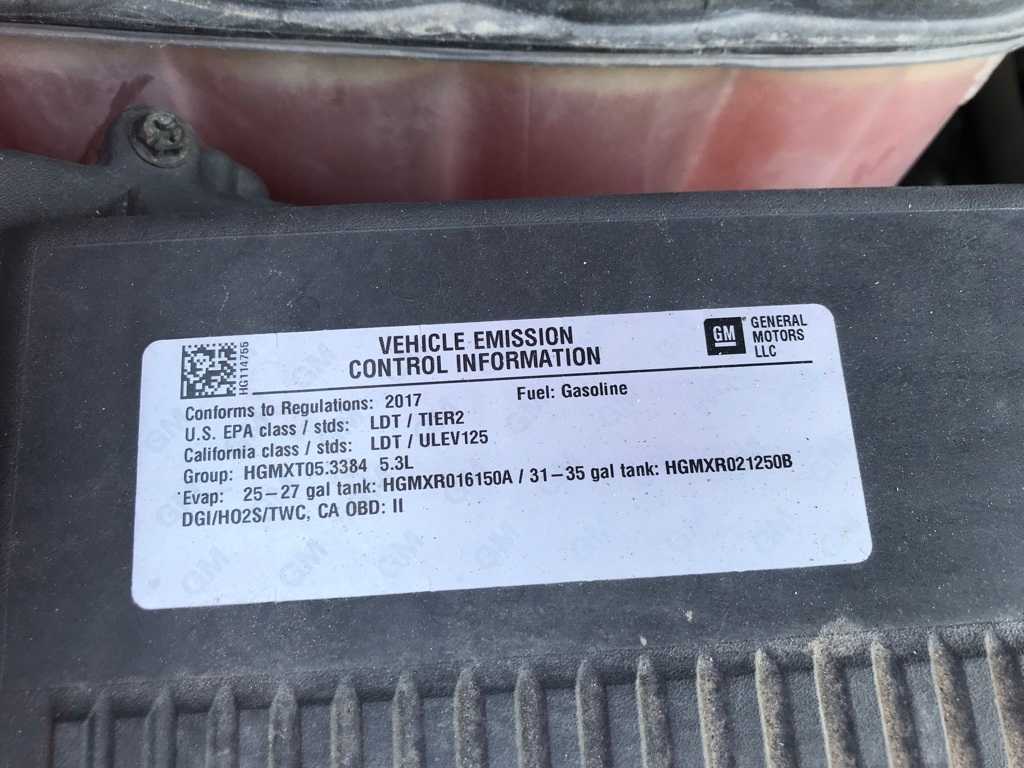 HG114755
VEHICLE EMISSION
CONTROL INFORMATION
GM
GENERAL
MOTORS
LLC
Conforms to Regulations: 2017
Fuel: Gasoline
U.S. EPA class / stds: LDT / TIER2
California class / stds: LDT / ULEV125
Group: HGMXT05.3384 5.3L
Evap: 25-27 gal tank: HGMXR016150A / 31-35 gal tank: HGMXR021250B
DGI/HO2S/TWC, CA OBD: II